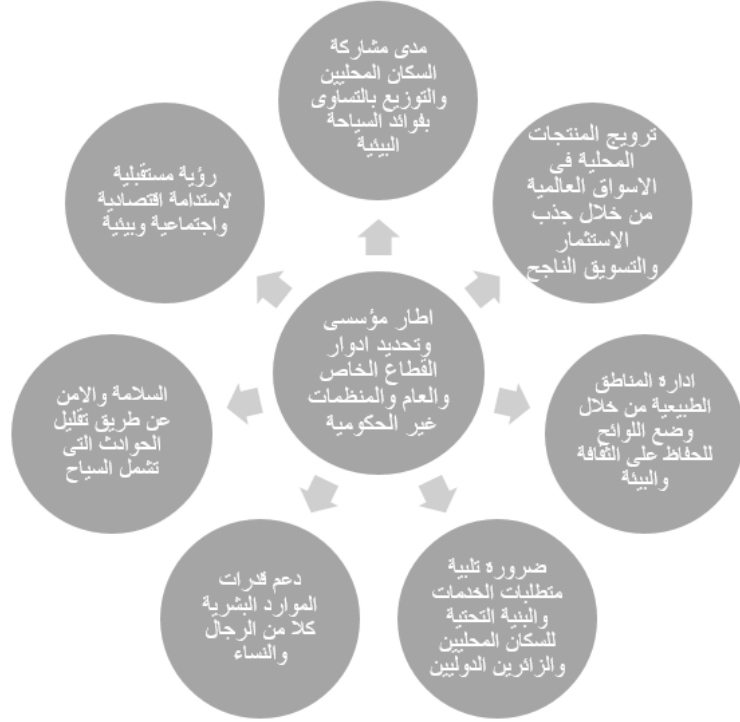 مدى مشاركة
السكان المحليين
والتوزيع بالتساوى
بفوائد السياحة
البيئية
ترويج المنتجات
المحلية فى
الاسواق العالمية
من خلال جذب
الاستثمار
والتسويق الناجح
ادارة المناطق
الطبيعية من خلال
وضع اللوائح
للحفاظ على الثقافة
والبيئة
ضرورة تلبية
متطلبات الخدمات
والبنية التحتية
للسكان المحليين
والزائرين الدوليين
دعم قدرات
الموارد البشرية
كلا من الرجال
والنساء
السلامة والامن
عن طريق تقليل
الحوادث التى
تشمل السياح
رؤية مستقبلية
لاستدامة اقتصادية
واجتماعية وبيئية
اطار مؤسسى
وتحديد ادوار
القطاع الخاص
والعام والمنظمات
غير الحكومية